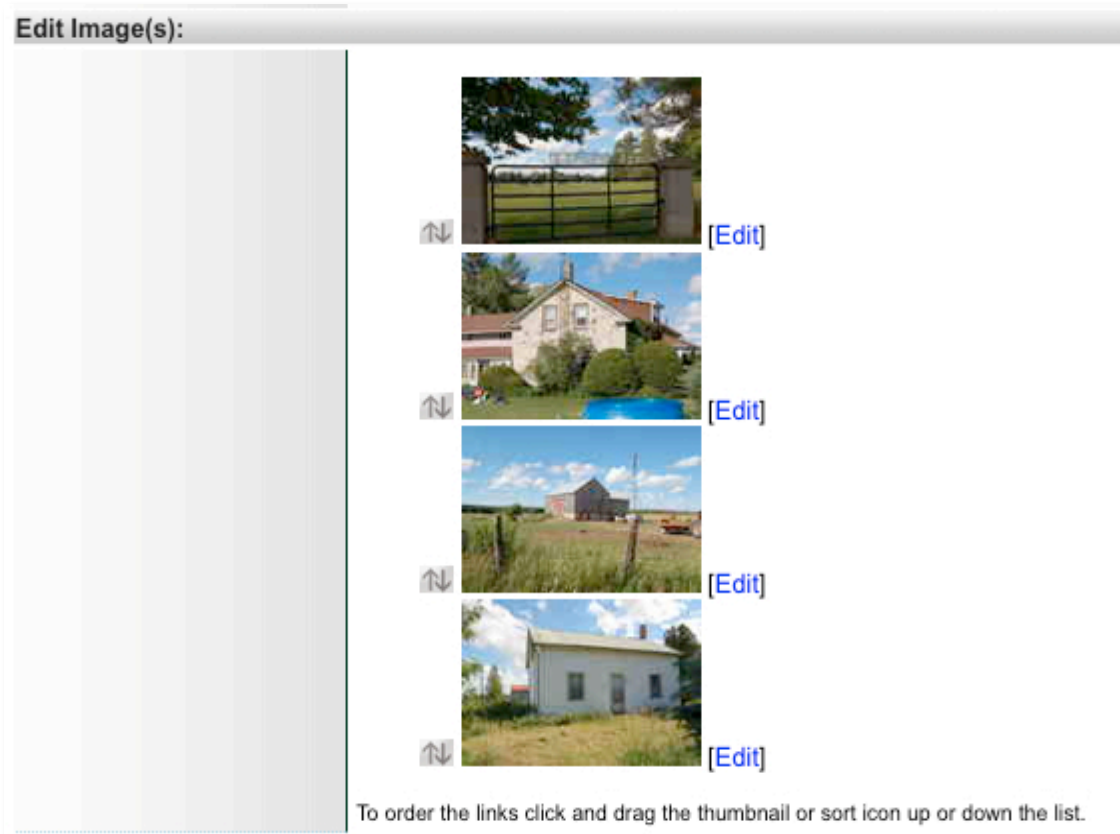 Edit Image(s):
[Edit]
[Edit]
[Edit]
[Edit]
To order the links click and drag the thumbnail or sort icon up or down the list.